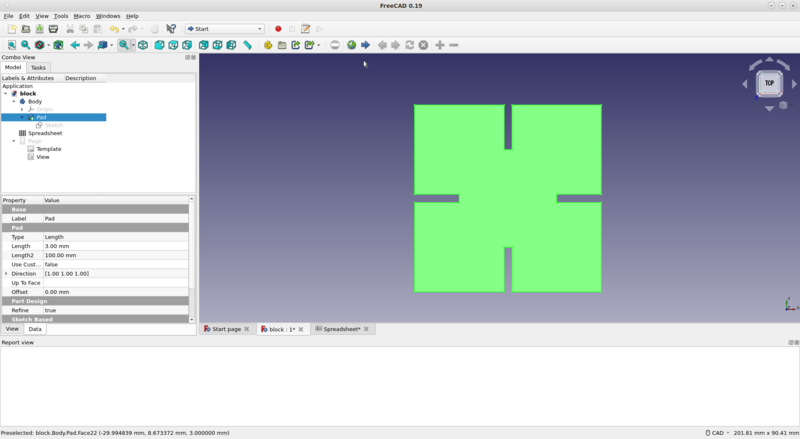 FreeCAD 0.19
File Edit View Tools Macro Windows Help
Start
Combo View
Model Tasks
Labels & Attributes Description
Application
block
Body
Origin
Pad
Sketch
Spreadsheet
Page
Template
View
TOP
Property Value
Base
Label Pad
Pad
Type Length
Length 3.00 mm
Length2 100.00 mm
Use Cust... false
Direction [1.00 1.00 1.00]
Up To Face
Offset 0.00 mm
Part Design
Refine true
Sketch Based
View Data
Start page block : 1* Spreadsheet*
Report view
Preselected: block.Body.Pad.Face22 (-29.994839 mm, 8.673372 mm, 3.000000 mm)
CAD 201.81 mm x 90.41 mm